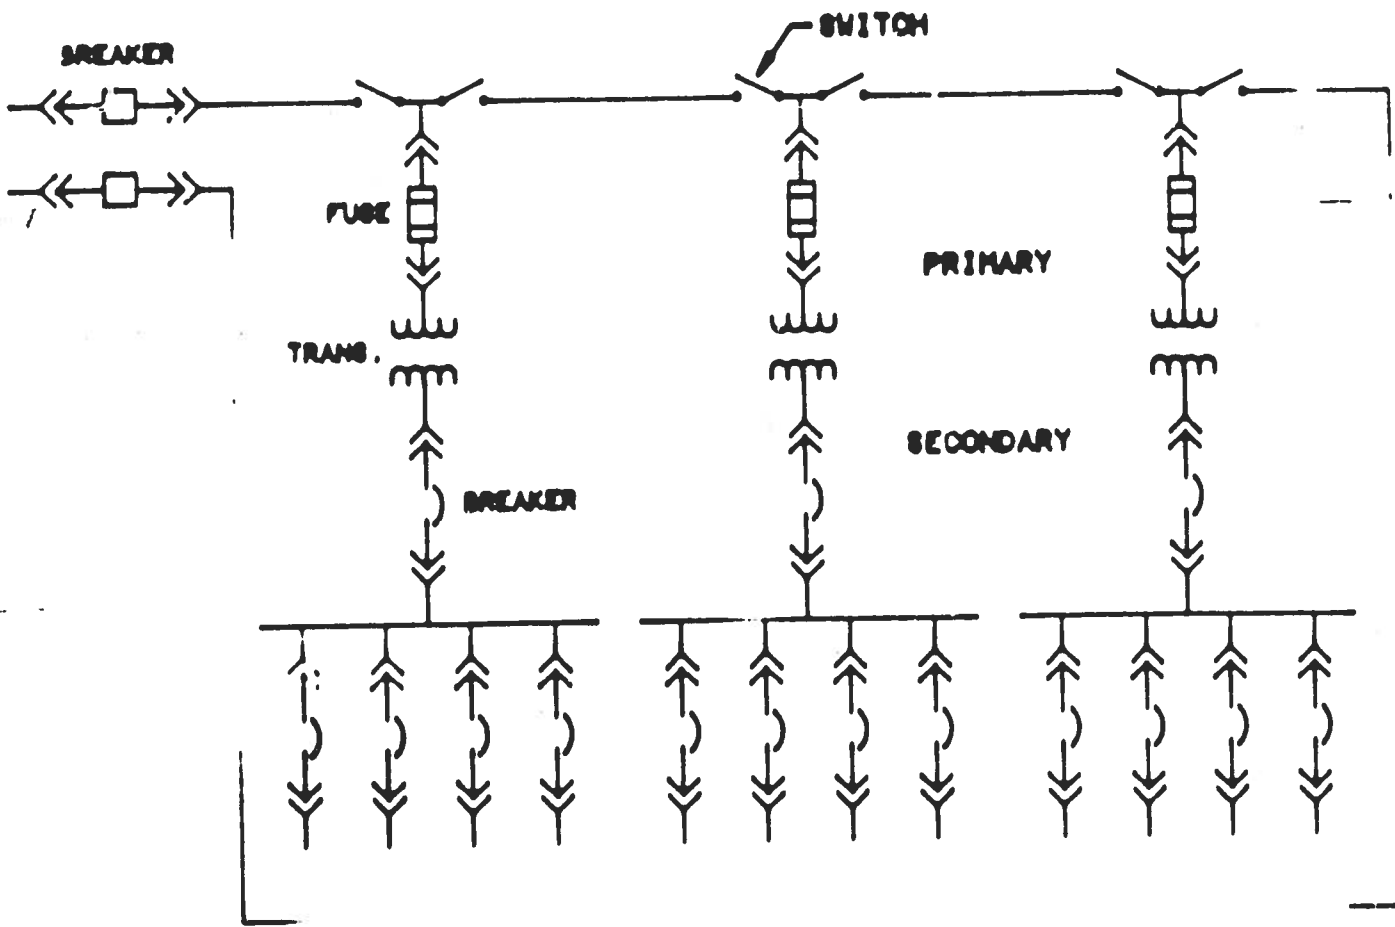 SWITCH
BREAKER
FUSE
PRIMARY
TRANS.
SECONDARY
BREAKER